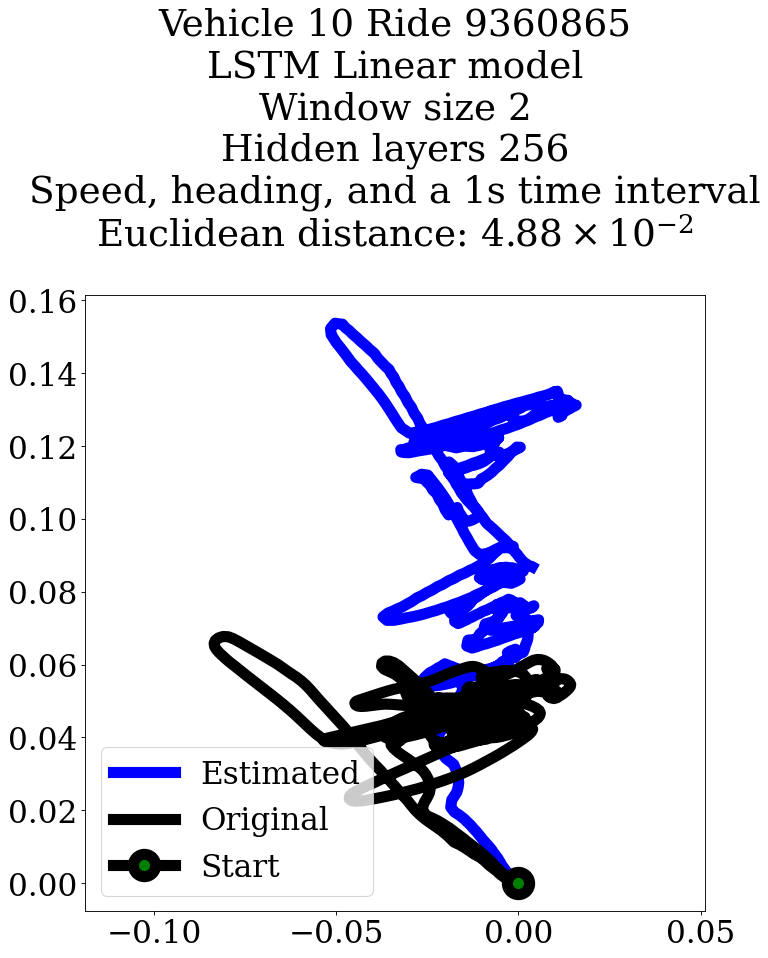 Vehicle 10 Ride 9360865
LSTM Linear model
Window size 2
Hidden layers 256
Speed, heading, and a 1s time interval
Euclidean distance: 4.88 × 10⁻²
0.16
0.14
0.12
0.10
0.08
0.06
0.04
0.02
0.00
Estimated
Original
Start
−0.10 −0.05 0.00 0.05